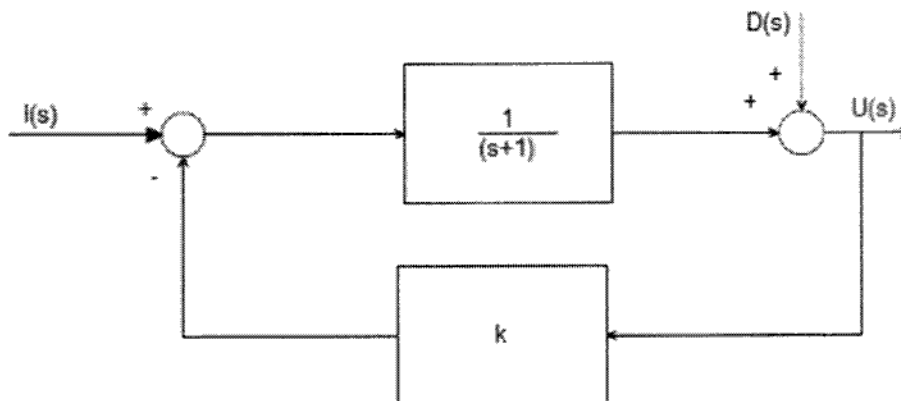 D(s)
I(s)
+
+
+
U(s)
1
(s+1)
-
k